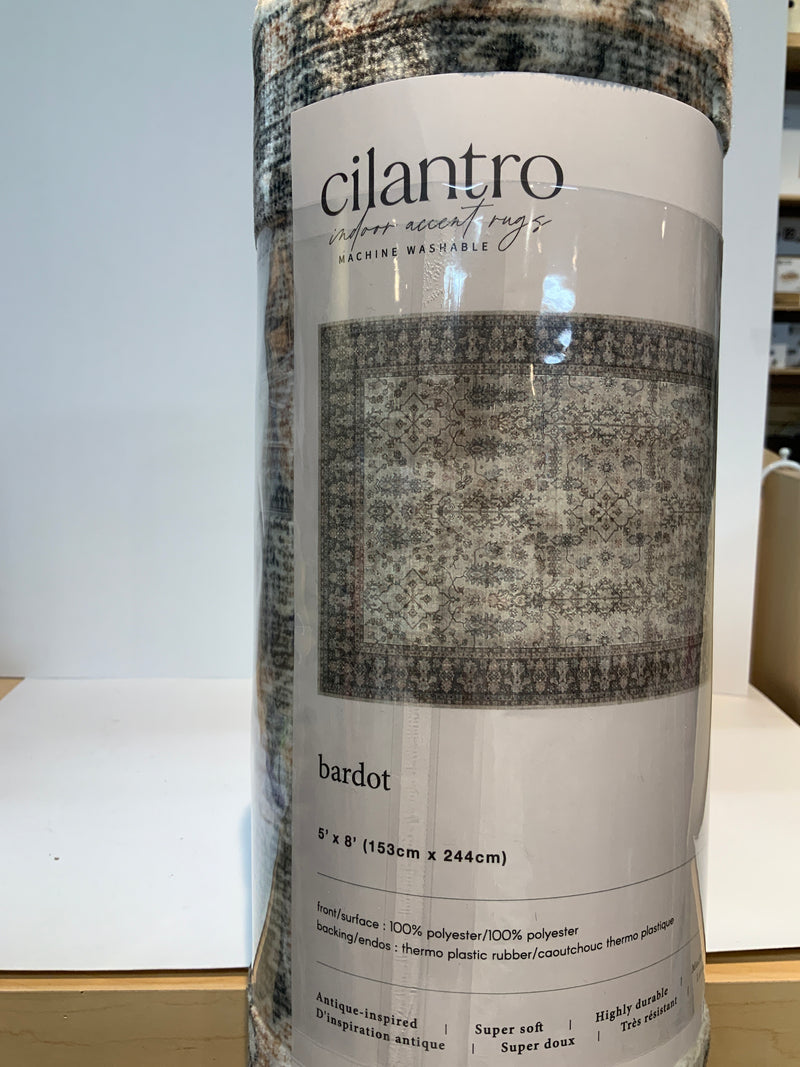 cilantro
indoor accent rugs
MACHINE WASHABLE
bardot
5' x 8' (153cm x 244cm)
front/surface : 100% polyester/100% polyester
backing/endos : thermo plastic rubber/caoutchouc thermo plastique
Antique-inspired | Super soft | Highly durable |
D'inspiration antique | Super doux | Très résistant |